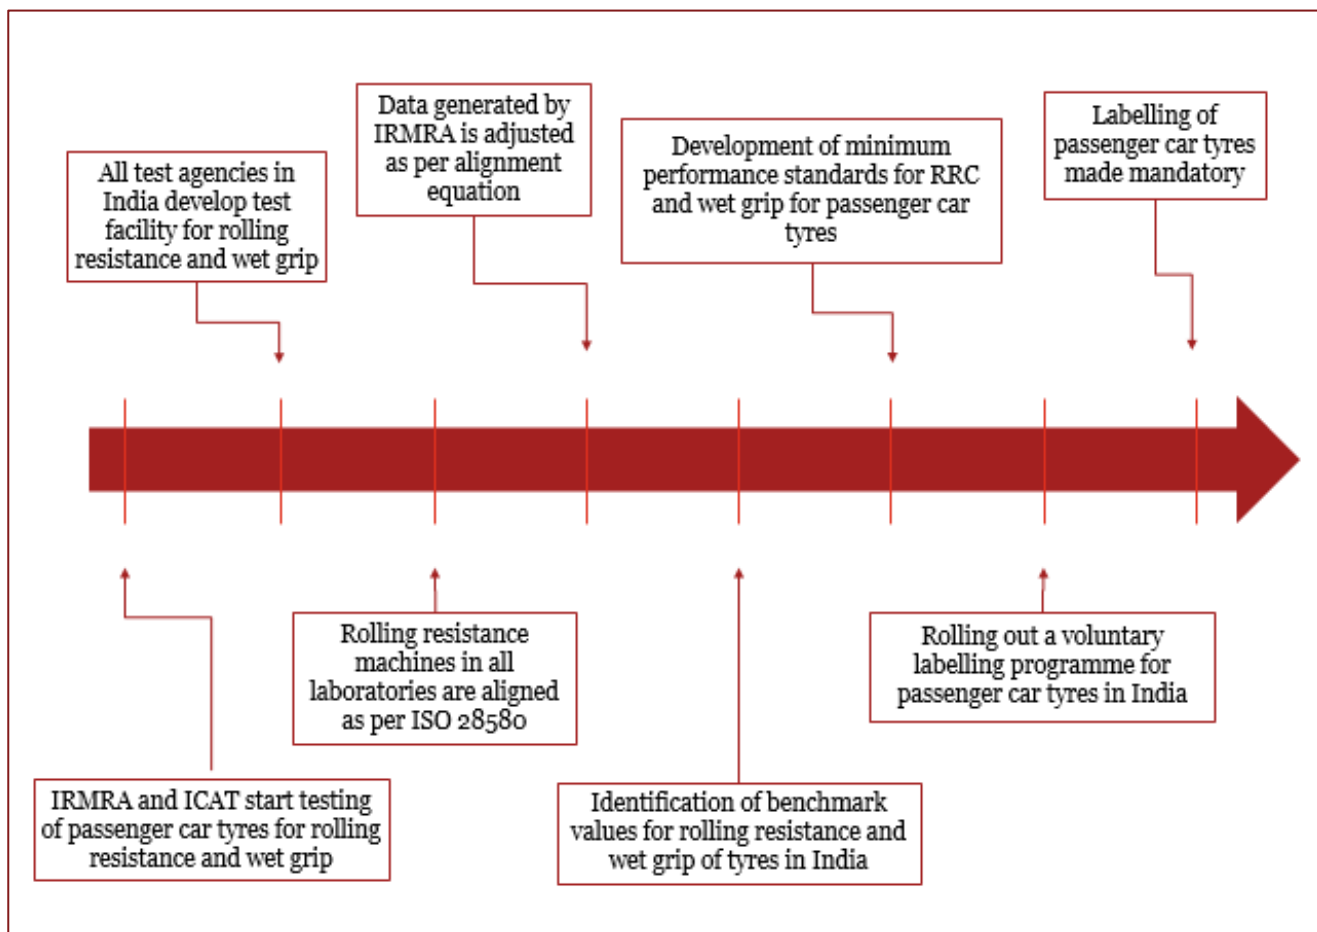 All test agencies in
India develop test
facility for rolling
resistance and wet grip
Data generated by
IRMRA is adjusted
as per alignment
equation
Development of minimum
performance standards for RRC
and wet grip for passenger car
tyres
Labelling of
passenger car tyres
made mandatory
IRMRA and ICAT start testing
of passenger car tyres for rolling
resistance and wet grip
Rolling resistance
machines in all
laboratories are aligned
as per ISO 28580
Identification of benchmark
values for rolling resistance and
wet grip of tyres in India
Rolling out a voluntary
labelling programme for
passenger car tyres in India